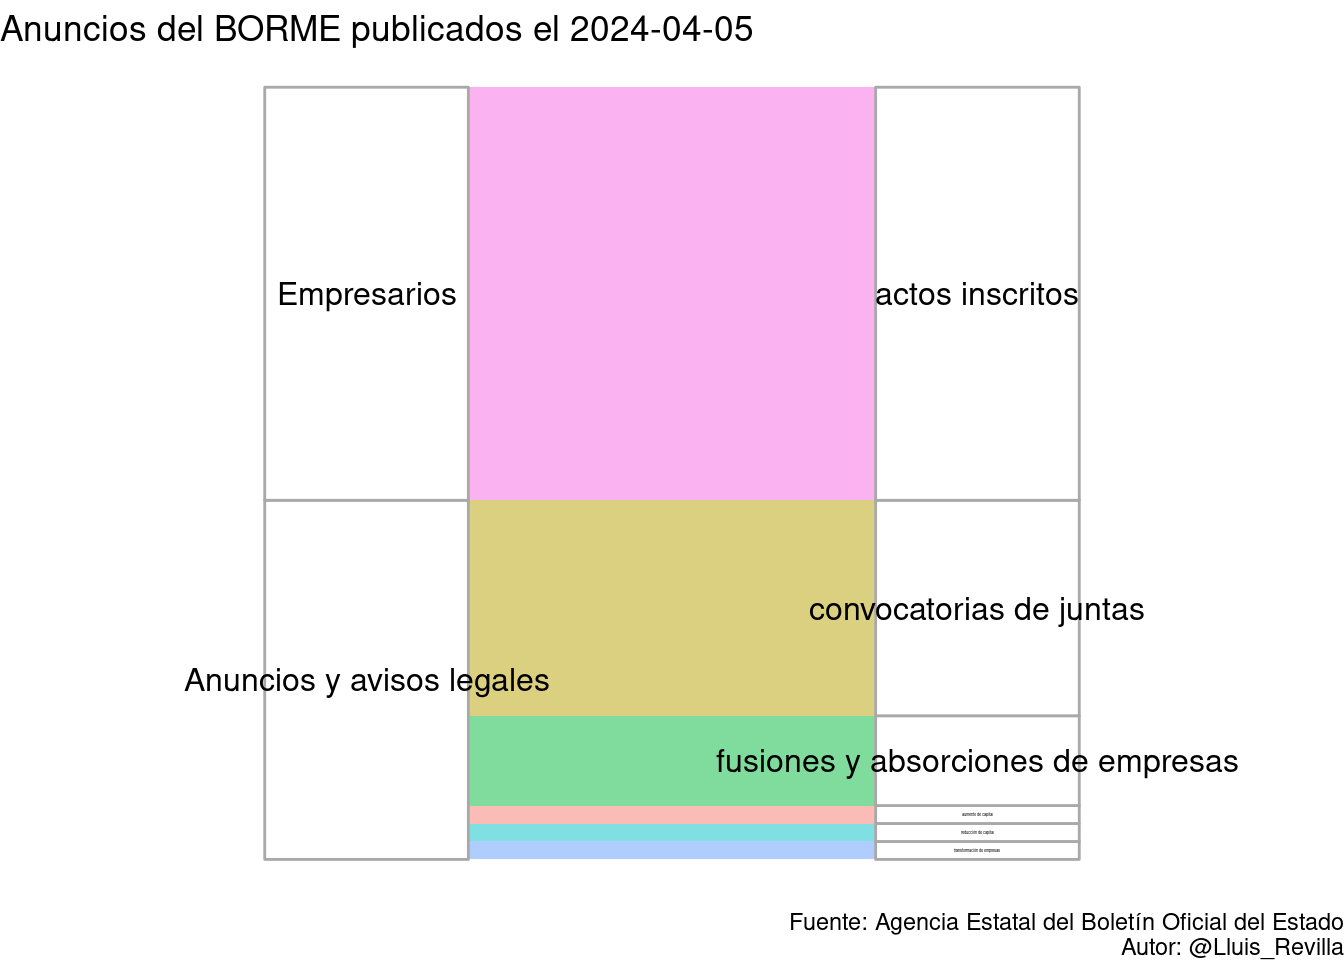 Anuncios del BORME publicados el 2024-04-05
Empresarios
actos inscritos
convocatorias de juntas
Anuncios y avisos legales
fusiones y absorciones de empresas
aumento de capital
reducción de capital
transformación de empresas
Fuente: Agencia Estatal del Boletín Oficial del Estado
Autor: @Lluis_Revilla